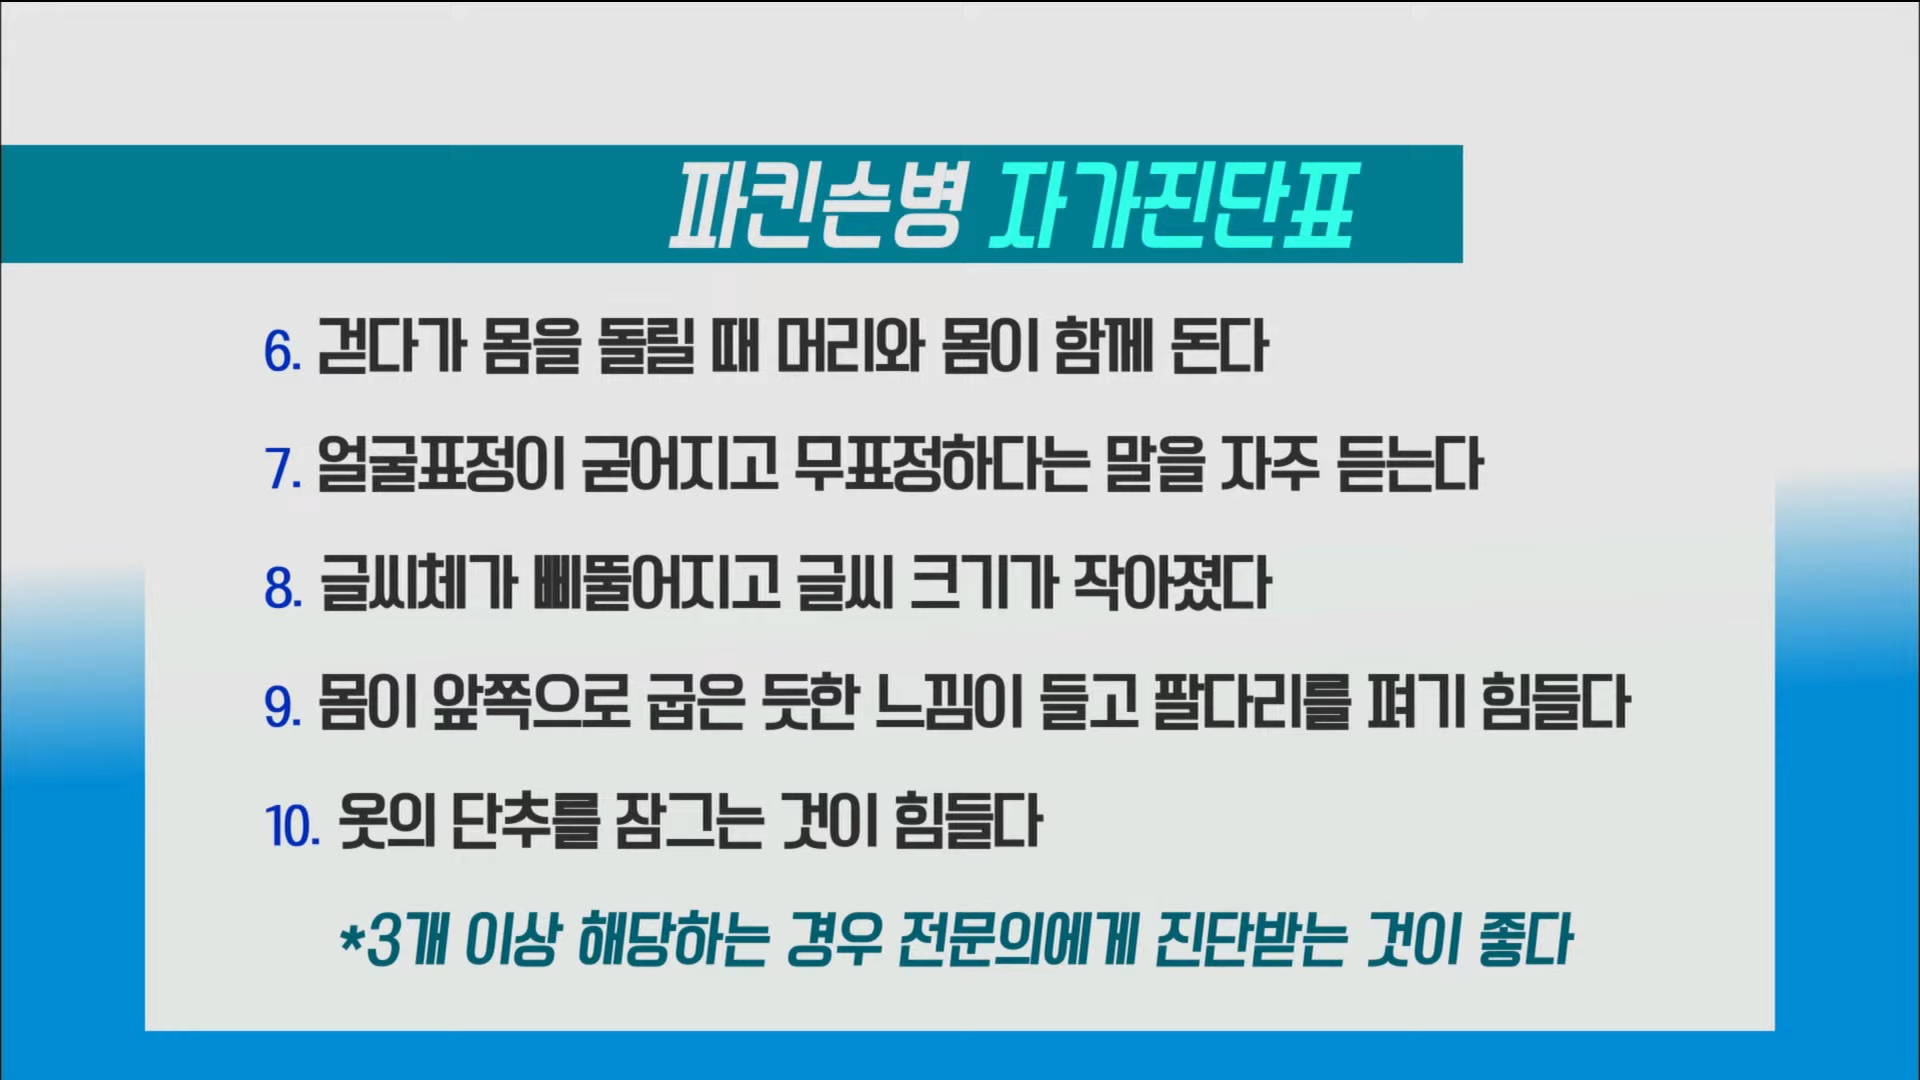 파킨슨병 자가진단표
6. 걷다가 몸을 돌릴 때 머리와 몸이 함께 돈다
7. 얼굴표정이 굳어지고 무표정하다는 말을 자주 듣는다
8. 글씨체가 삐뚤어지고 글씨 크기가 작아졌다
9. 몸이 앞쪽으로 굽은 듯한 느낌이 들고 팔다리를 펴기 힘들다
10. 옷의 단추를 잠그는 것이 힘들다
*3개 이상 해당하는 경우 전문의에게 진단받는 것이 좋다